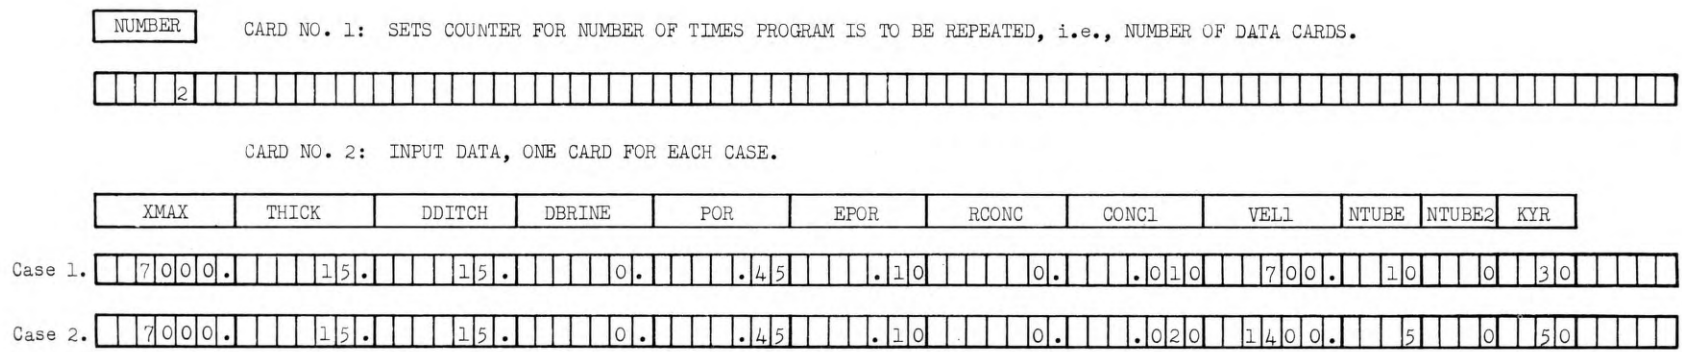 NUMBER CARD NO. 1: SETS COUNTER FOR NUMBER OF TIMES PROGRAM IS TO BE REPEATED, i.e., NUMBER OF DATA CARDS.
2
CARD NO. 2: INPUT DATA, ONE CARD FOR EACH CASE.
XMAX THICK DDITCH DBRINE POR EPOR RCONC CONC1 VEL1 NTUBE NTUBE2 KYR
Case 1. 7000. 15. 15. 0. .45 .10 0. .010 700. 10 0 30
Case 2. 7000. 15. 15. 0. .45 .10 0. .020 1400. 5 0 50